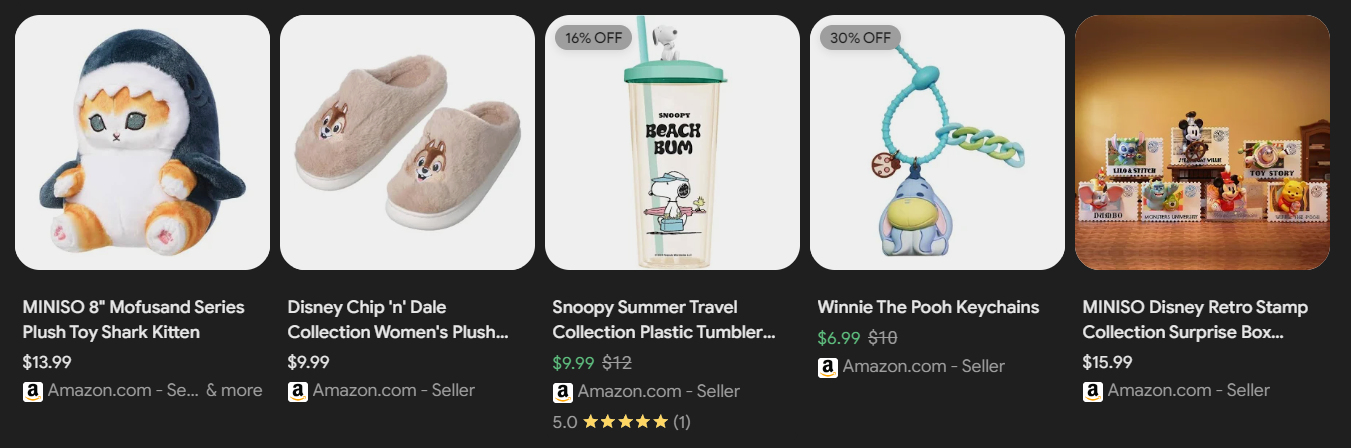 16% OFF
SNOOPY
BEACH
BUM
30% OFF
LILO & STITCH
TOY STORY
DUMBO
MONSTERS UNIVERSITY
MINISO 8" Mofusand Series
Plush Toy Shark Kitten
$13.99
a Amazon.com - Se... & more
Disney Chip 'n' Dale
Collection Women's Plush...
$9.99
a Amazon.com - Seller
Snoopy Summer Travel
Collection Plastic Tumbler...
$9.99 $12
a Amazon.com - Seller
5.0 ★★★★★ (1)
Winnie The Pooh Keychains
$6.99 $10
a Amazon.com - Seller
MINISO Disney Retro Stamp
Collection Surprise Box...
$15.99
a Amazon.com - Seller